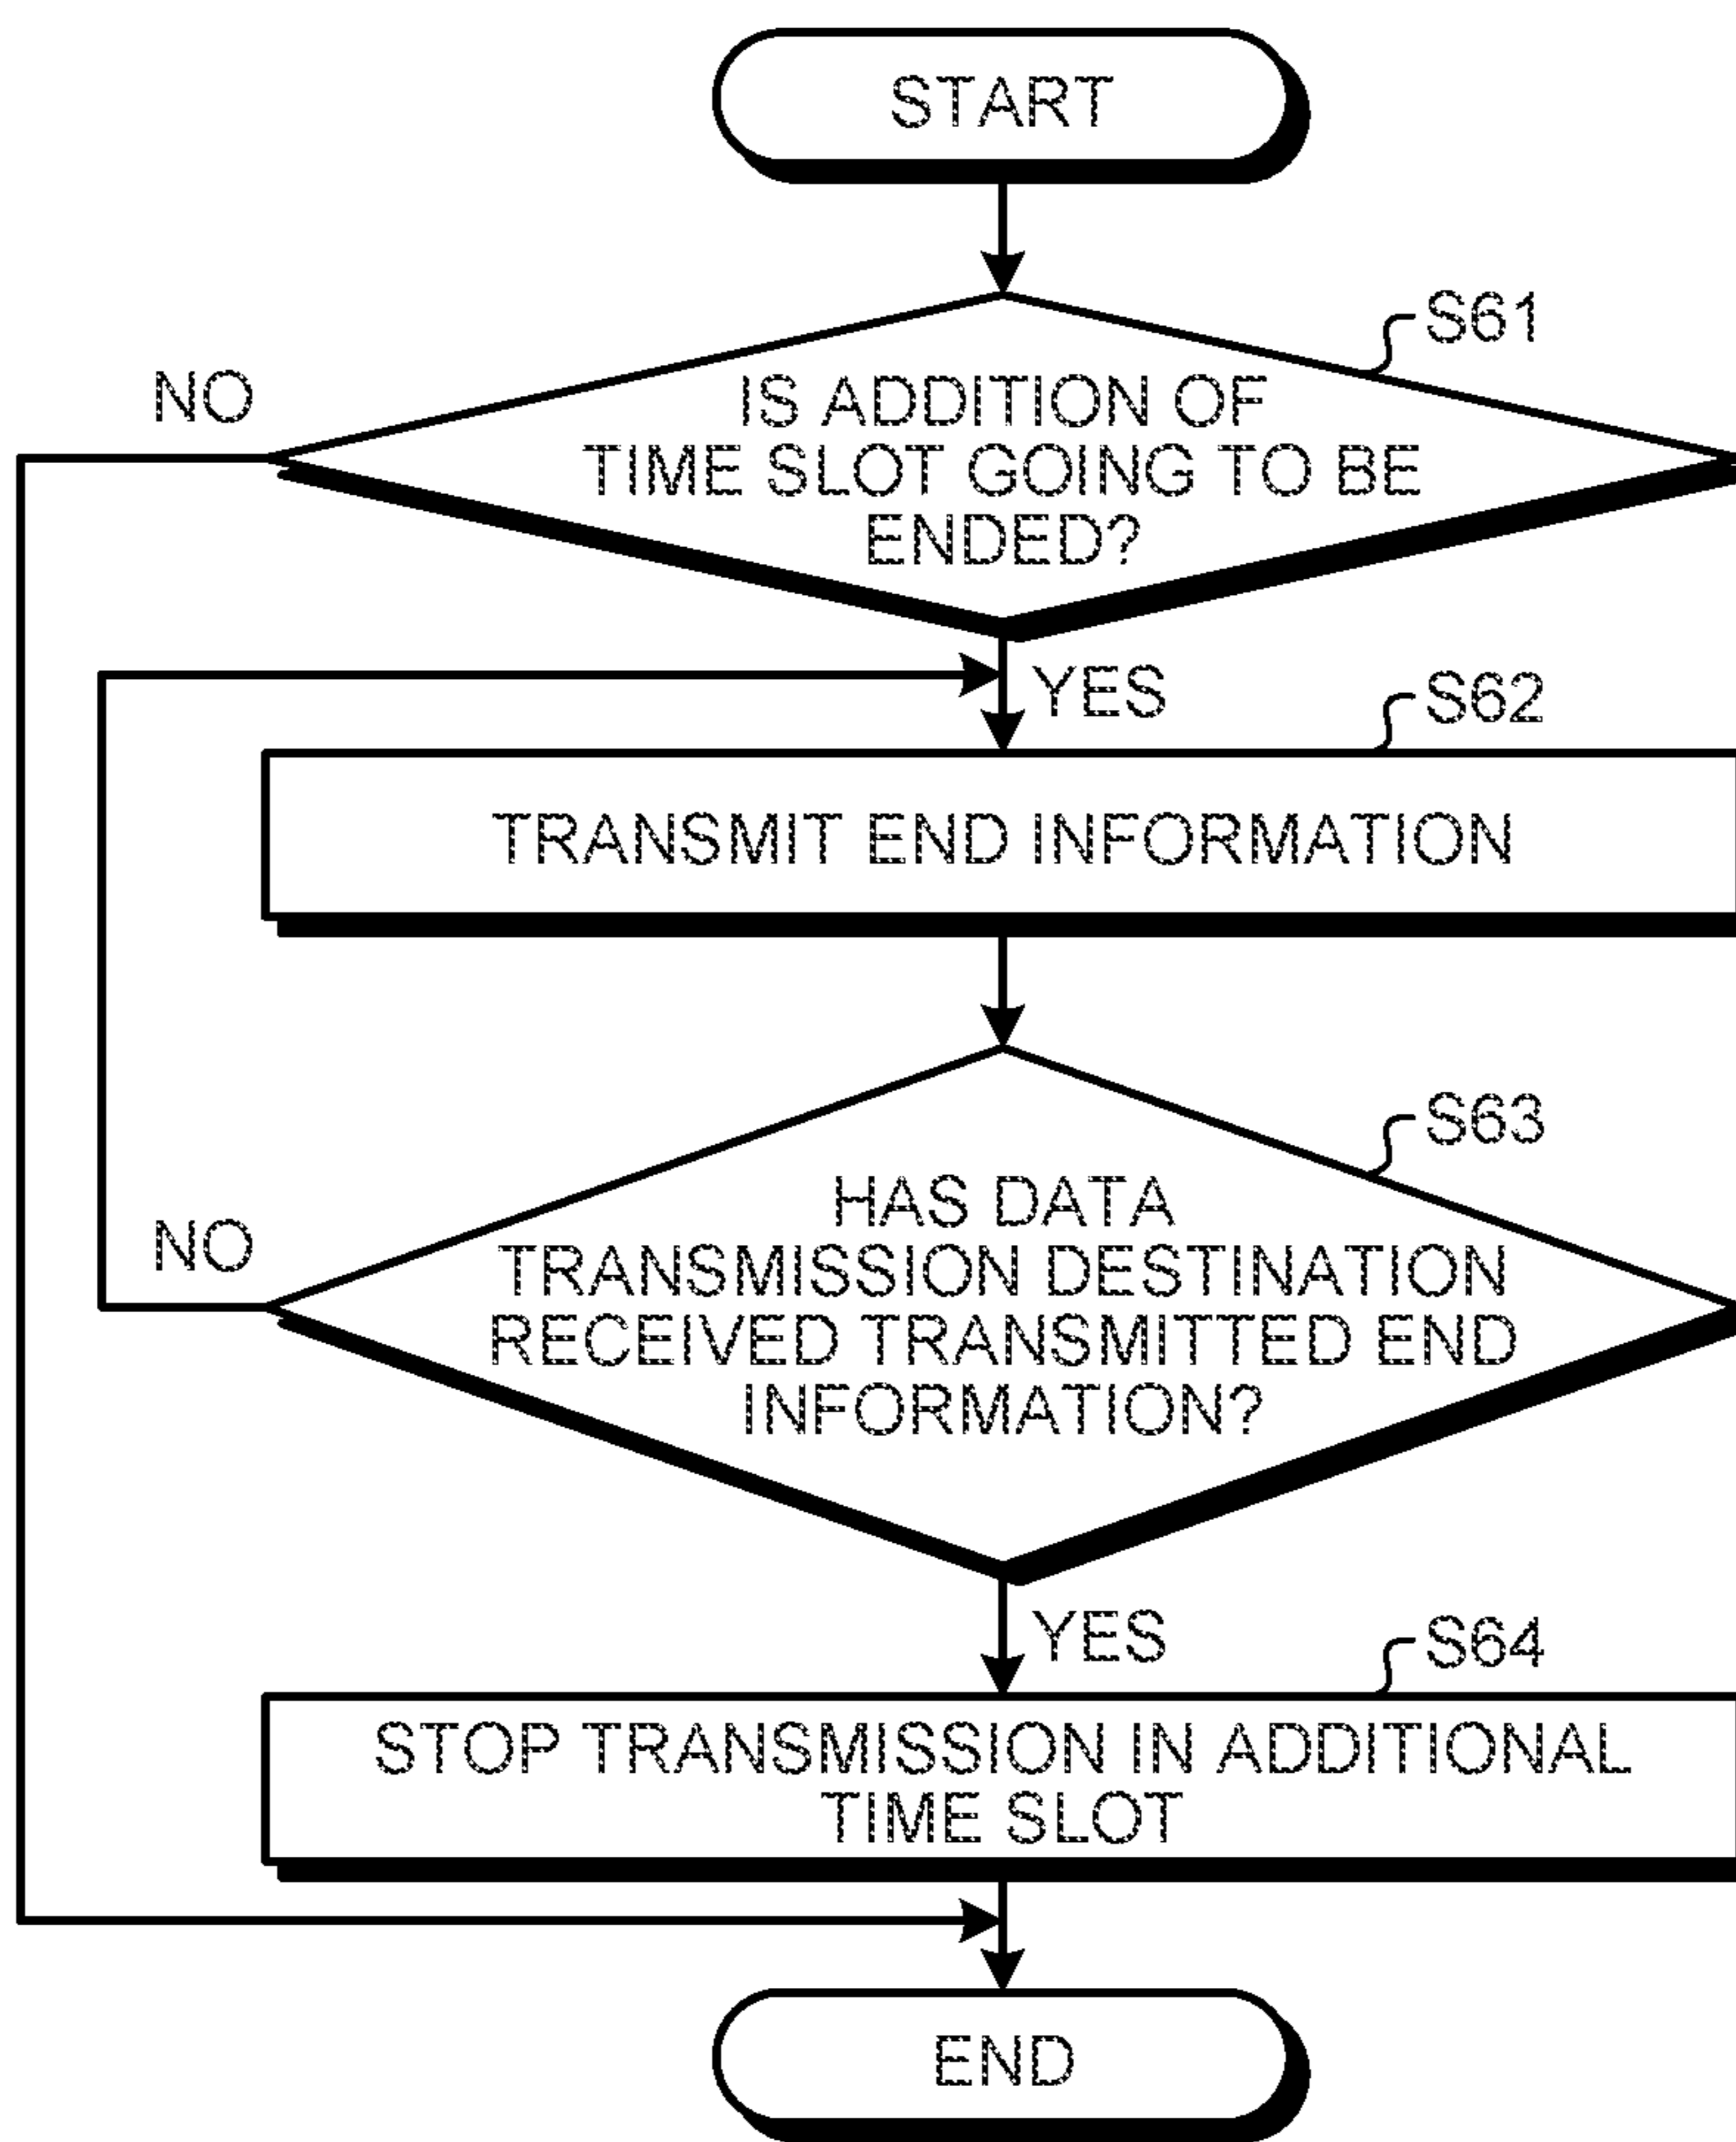 START
S61
NO
IS ADDITION OF
TIME SLOT GOING TO BE
ENDED?
YES
S62
TRANSMIT END INFORMATION
S63
HAS DATA
NO
TRANSMISSION DESTINATION
RECEIVED TRANSMITTED END
INFORMATION?
YES
S64
STOP TRANSMISSION IN ADDITIONAL
TIME SLOT
END